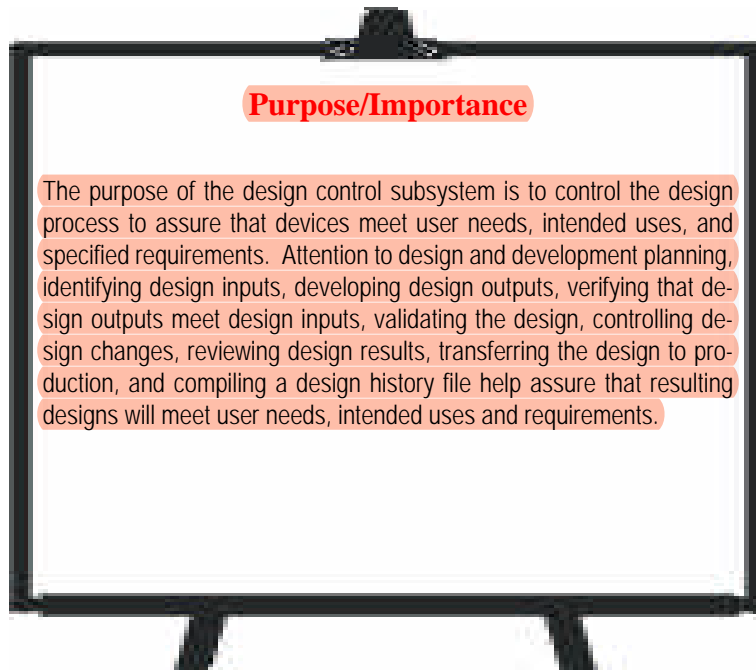 Purpose/Importance
The purpose of the design control subsystem is to control the design
process to assure that devices meet user needs, intended uses, and
specified requirements.  Attention to design and development planning,
identifying design inputs, developing design outputs, verifying that de-
sign outputs meet design inputs, validating the design, controlling de-
sign changes, reviewing design results, transferring the design to pro-
duction, and compiling a design history file help assure that resulting
designs will meet user needs, intended uses and requirements.